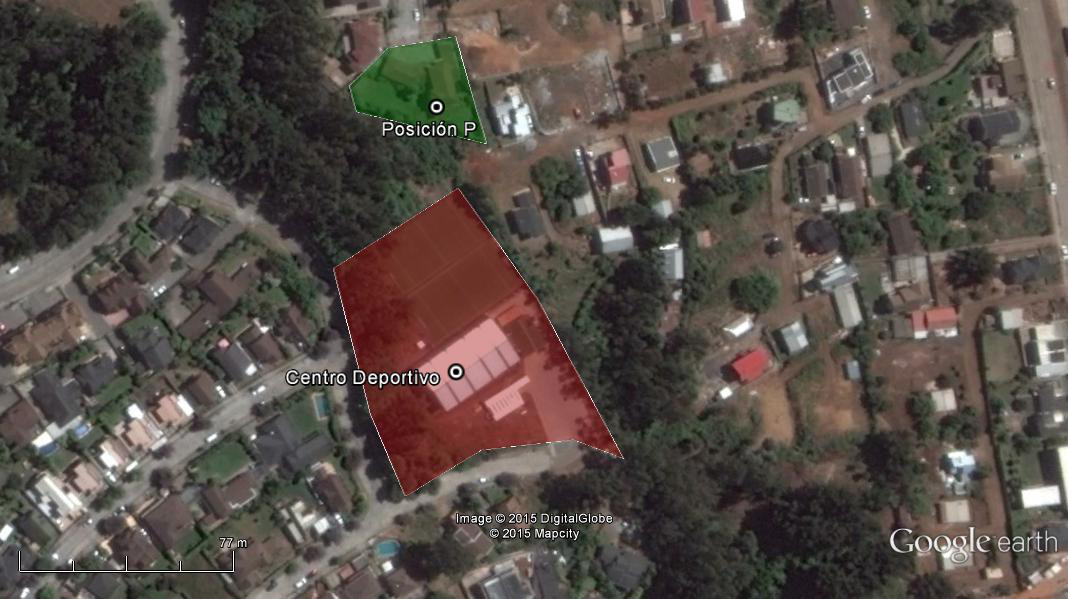 Posición P
Centro Deportivo
Image © 2015 DigitalGlobe
© 2015 Mapcity
77 m
Google earth